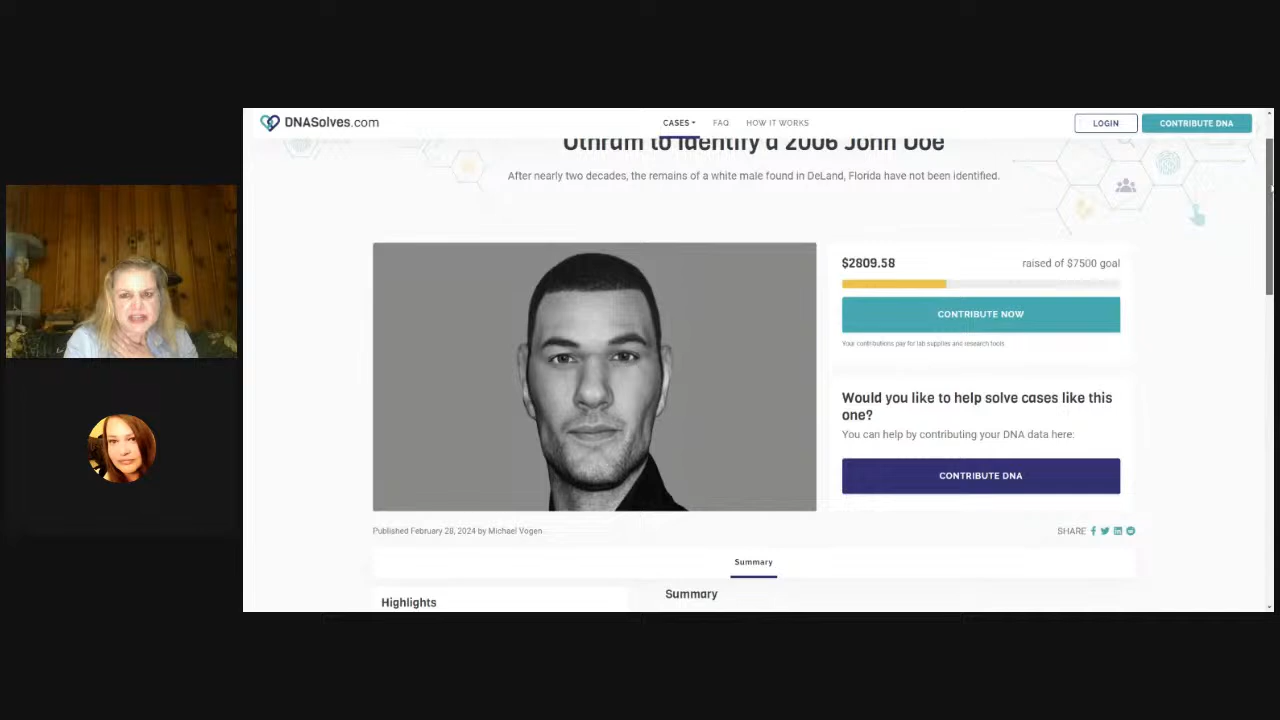 DNASolves.com
CASES
FAQ
HOW IT WORKS
LOGIN
CONTRIBUTE DNA
Othram to Identify a 2006 John Doe
After nearly two decades, the remains of a white male found in DeLand, Florida have not been identified.
$2809.58
raised of $7500 goal
CONTRIBUTE NOW
Your contributions pay for lab supplies and research tools
Would you like to help solve cases like this
one?
You can help by contributing your DNA data here:
CONTRIBUTE DNA
Published February 28, 2024 by Michael Vogen
SHARE
Summary
Highlights
Summary